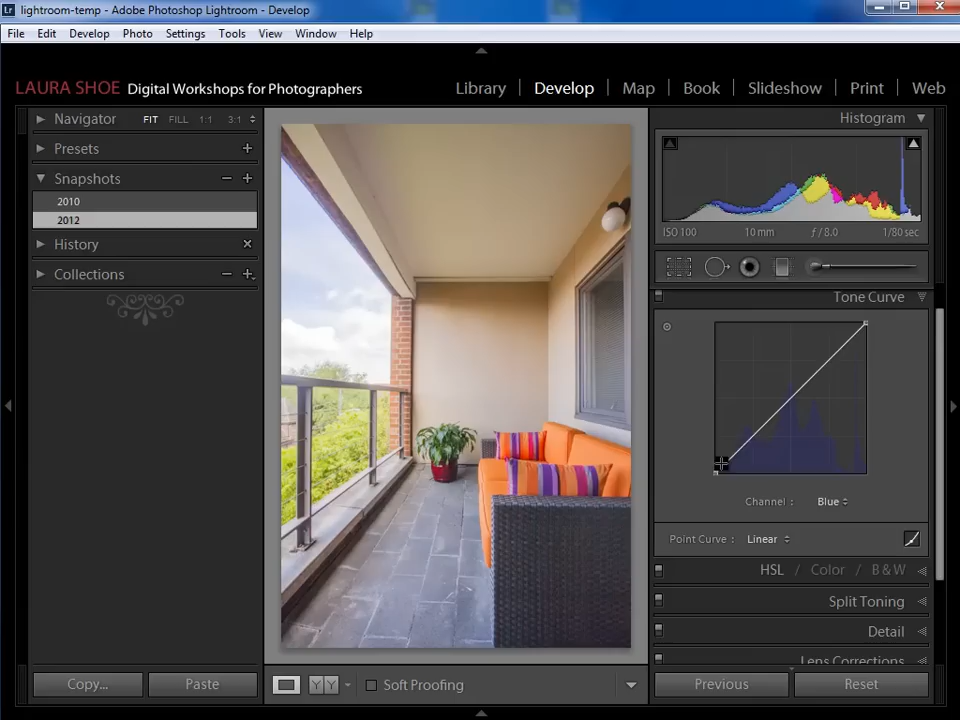 lightroom-temp - Adobe Photoshop Lightroom - Develop
File Edit Develop Photo Settings Tools View Window Help
LAURA SHOE Digital Workshops for Photographers
Library Develop Map Book Slideshow Print Web
Navigator FIT FILL 1:1 3:1
Histogram
Presets
Snapshots
2010
2012
History
Collections
ISO 100 10 mm ƒ / 8.0 1/80 sec
Tone Curve
Channel : Blue
Point Curve : Linear
HSL / Color / B & W
Split Toning
Detail
Lens Corrections
Copy... Paste
Y Y Soft Proofing
Previous Reset